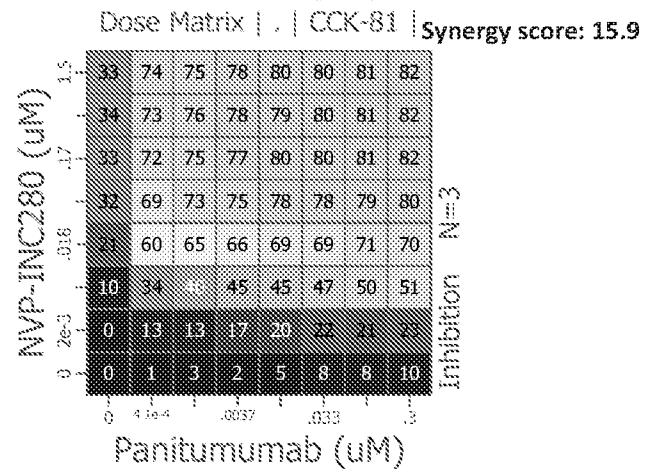 Dose Matrix | . | CCK-81 |
Synergy score: 15.9
NVP-INC280 (uM)
1.5 33 74 75 78 80 80 81 82
34 73 76 78 79 80 81 82
.17 33 72 75 77 80 80 81 82
32 69 73 75 78 78 79 80
.016 21 60 65 66 69 69 71 70
10 34 45 45 47 50 51
2e-3 0 13 13 17 20 22 21 23
0 0 1 3 2 5 8 8 10
0 4.1e-4 .0037 .033 .3
Panitumumab (uM)
Inhibition N=3